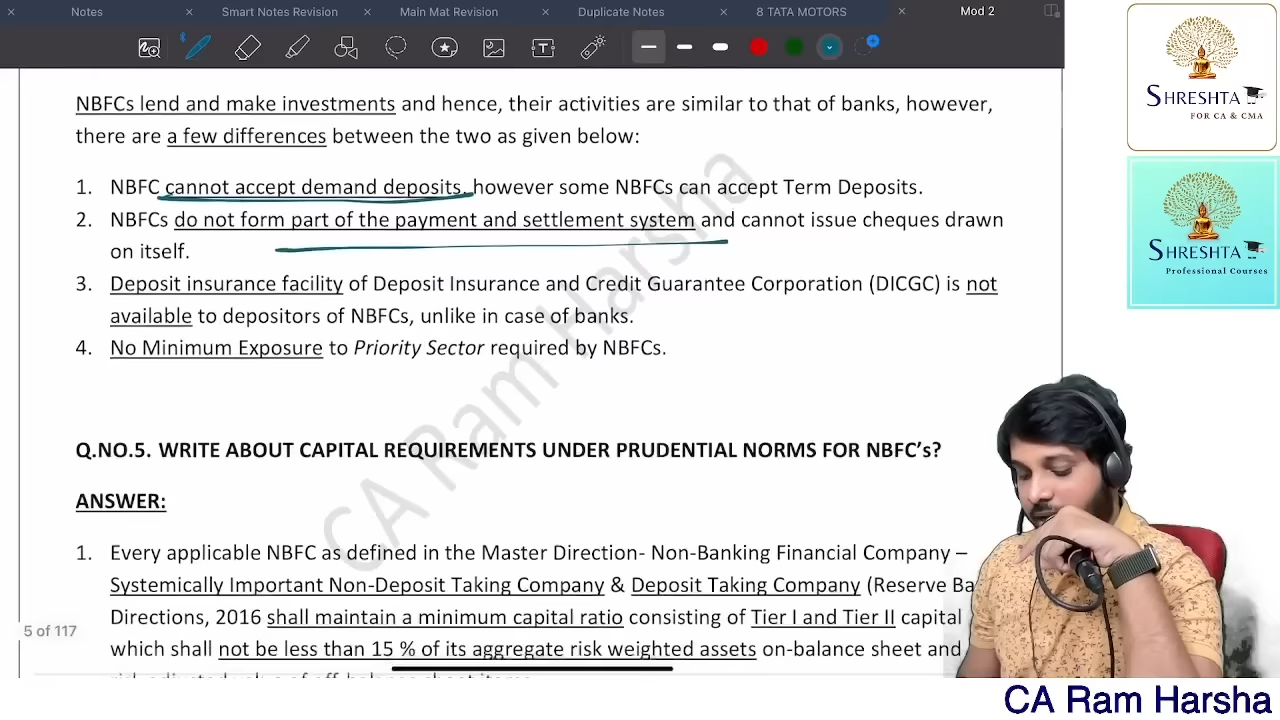 Notes
Smart Notes Revision
Main Mat Revision
Duplicate Notes
8 TATA MOTORS
Mod 2
NBFCs lend and make investments and hence, their activities are similar to that of banks, however,
there are a few differences between the two as given below:
1. NBFC cannot accept demand deposits, however some NBFCs can accept Term Deposits.
2. NBFCs do not form part of the payment and settlement system and cannot issue cheques drawn
on itself.
3. Deposit insurance facility of Deposit Insurance and Credit Guarantee Corporation (DICGC) is not
available to depositors of NBFCs, unlike in case of banks.
4. No Minimum Exposure to Priority Sector required by NBFCs.
Q.NO.5. WRITE ABOUT CAPITAL REQUIREMENTS UNDER PRUDENTIAL NORMS FOR NBFC's?
ANSWER:
1. Every applicable NBFC as defined in the Master Direction- Non-Banking Financial Company –
Systemically Important Non-Deposit Taking Company & Deposit Taking Company (Reserve Ba
Directions, 2016 shall maintain a minimum capital ratio consisting of Tier I and Tier II capital
which shall not be less than 15 % of its aggregate risk weighted assets on-balance sheet and
5 of 117
CA Ram Harsha
SHRESHTA
FOR CA & CMA
SHRESHTA
Professional Courses
CA Ram Harsha